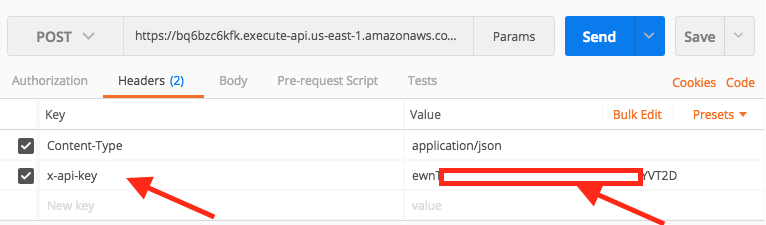 POST https://bq6bzc6kfk.execute-api.us-east-1.amazonaws.co... Params Send Save
Authorization Headers (2) Body Pre-request Script Tests Cookies Code
Key Value Bulk Edit Presets
Content-Type application/json
x-api-key ewnT YVT2D
New key value